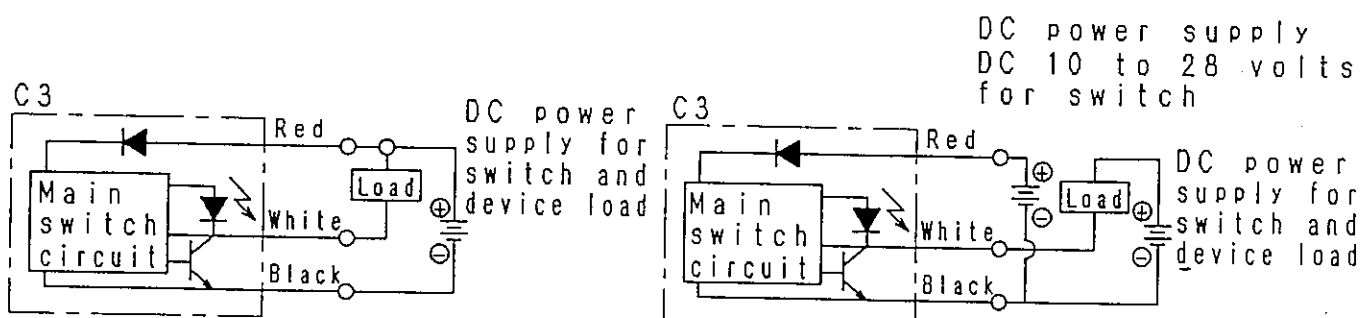 C3
Red
DC power
supply for
switch and
device load
Load
Main
switch
circuit
White
Black
⊕
⊖
DC power supply
DC 10 to 28 volts
for switch
C3
Red
⊕
⊖
Load
DC power
supply for
switch and
device load
Main
switch
circuit
White
Black
⊕
⊖